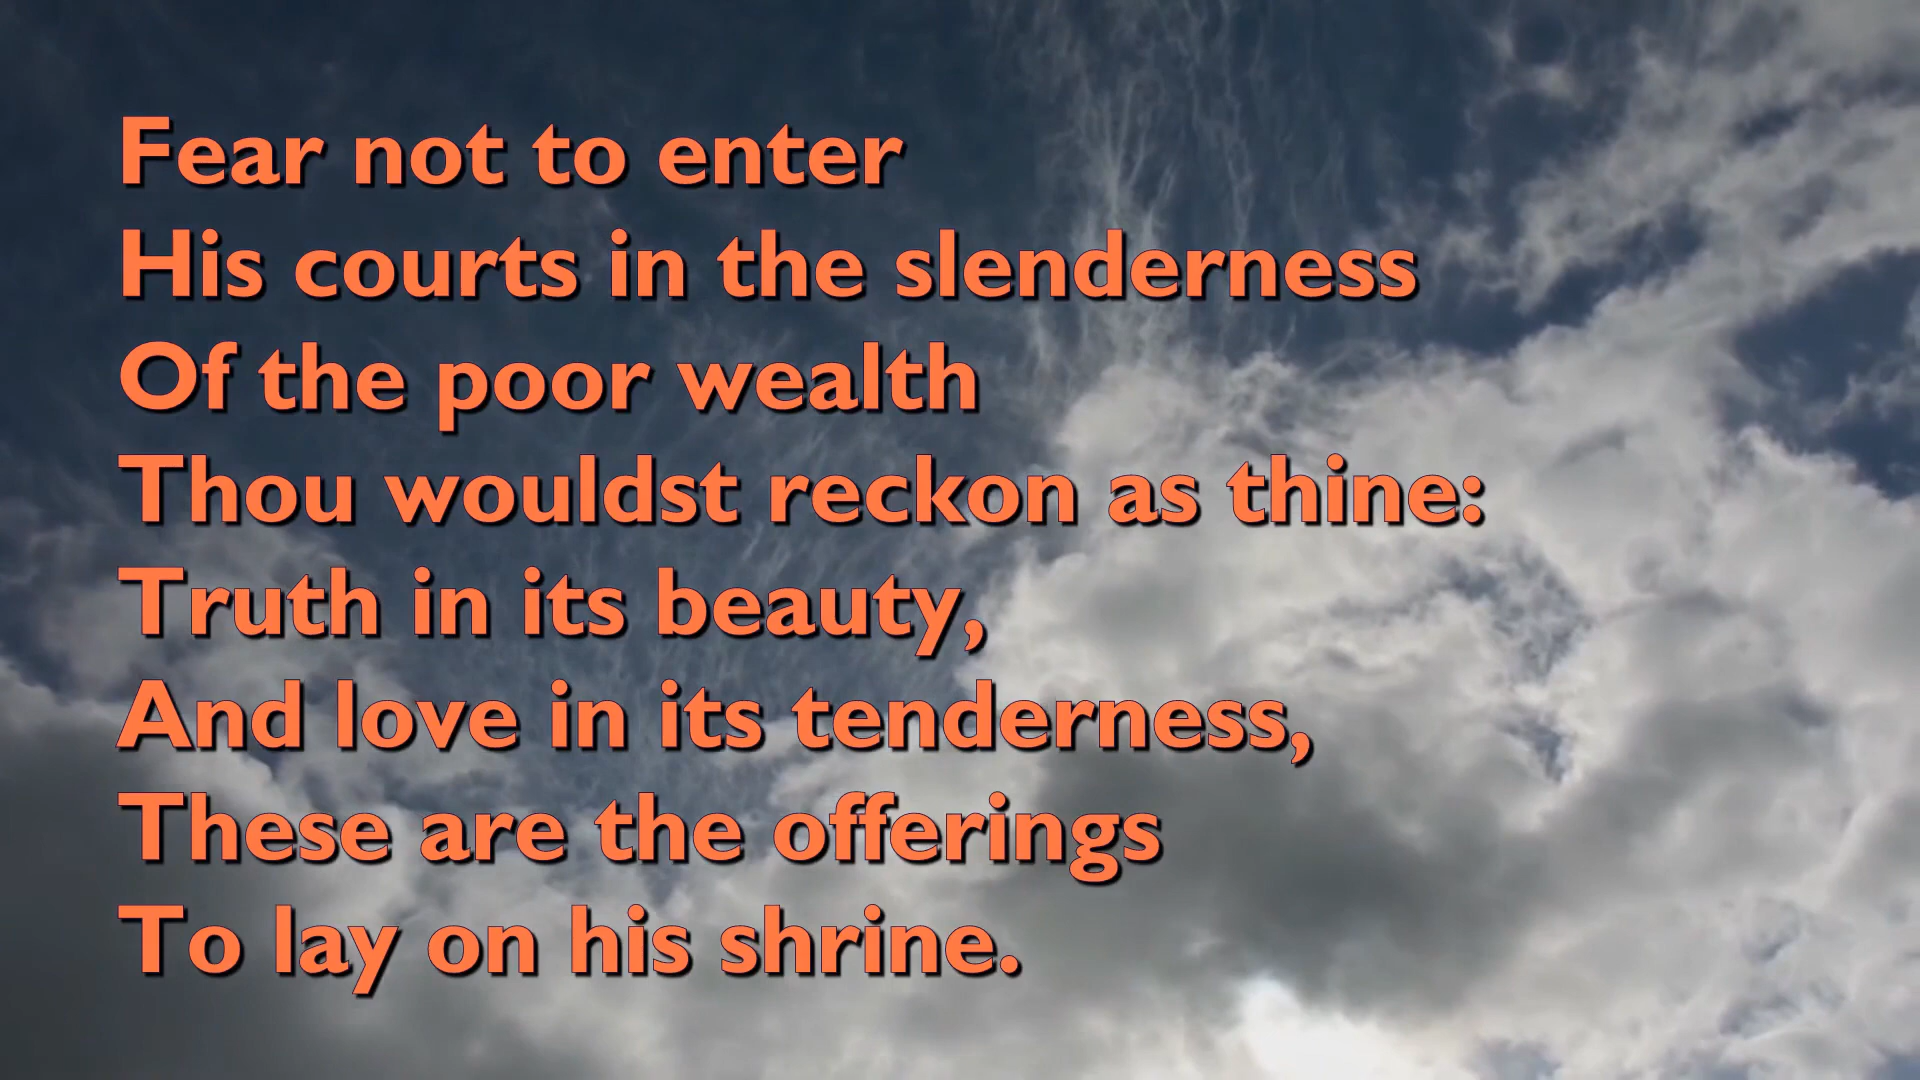 Fear not to enter
His courts in the slenderness
Of the poor wealth
Thou wouldst reckon as thine:
Truth in its beauty,
And love in its tenderness,
These are the offerings
To lay on his shrine.